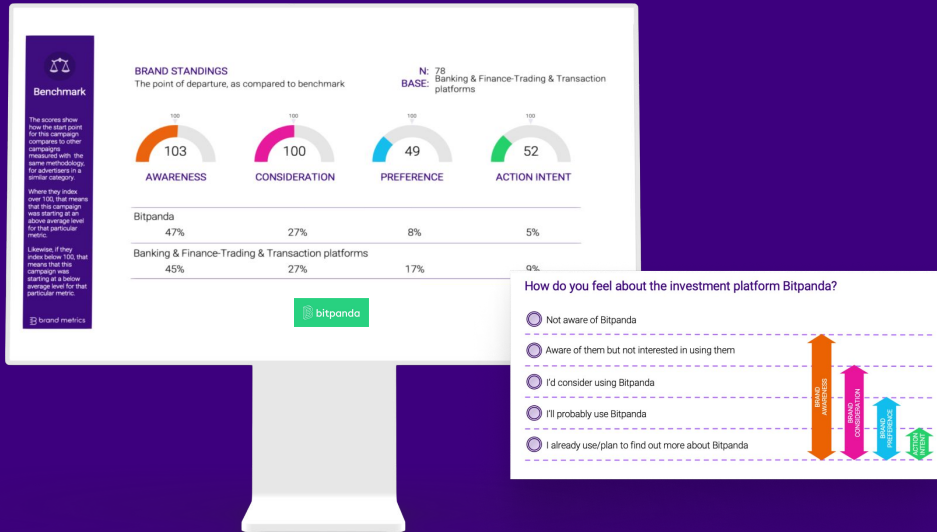 Benchmark
The scores show
how the start point
for this campaign
compares to other
campaigns
measured with the
same methodology,
for advertisers in a
similar category.
Where they index
over 100, that means
that this campaign
was starting at an
above average level
for that particular
metric.
Likewise, if they
index below 100, that
means that this
campaign was
starting at a below
average level for that
particular metric.
brand metrics
BRAND STANDINGS
The point of departure, as compared to benchmark
N: 78
BASE: Banking & Finance-Trading & Transaction
platforms
100 100 100 100
103 100 49 52
AWARENESS CONSIDERATION PREFERENCE ACTION INTENT
Bitpanda
47% 27% 8% 5%
Banking & Finance-Trading & Transaction platforms
45% 27% 17% 9%
bitpanda
How do you feel about the investment platform Bitpanda?
Not aware of Bitpanda
Aware of them but not interested in using them
I'd consider using Bitpanda
I'll probably use Bitpanda
I already use/plan to find out more about Bitpanda
BRAND
AWARENESS
BRAND
CONSIDERATION
BRAND
PREFERENCE
ACTION
INTENT